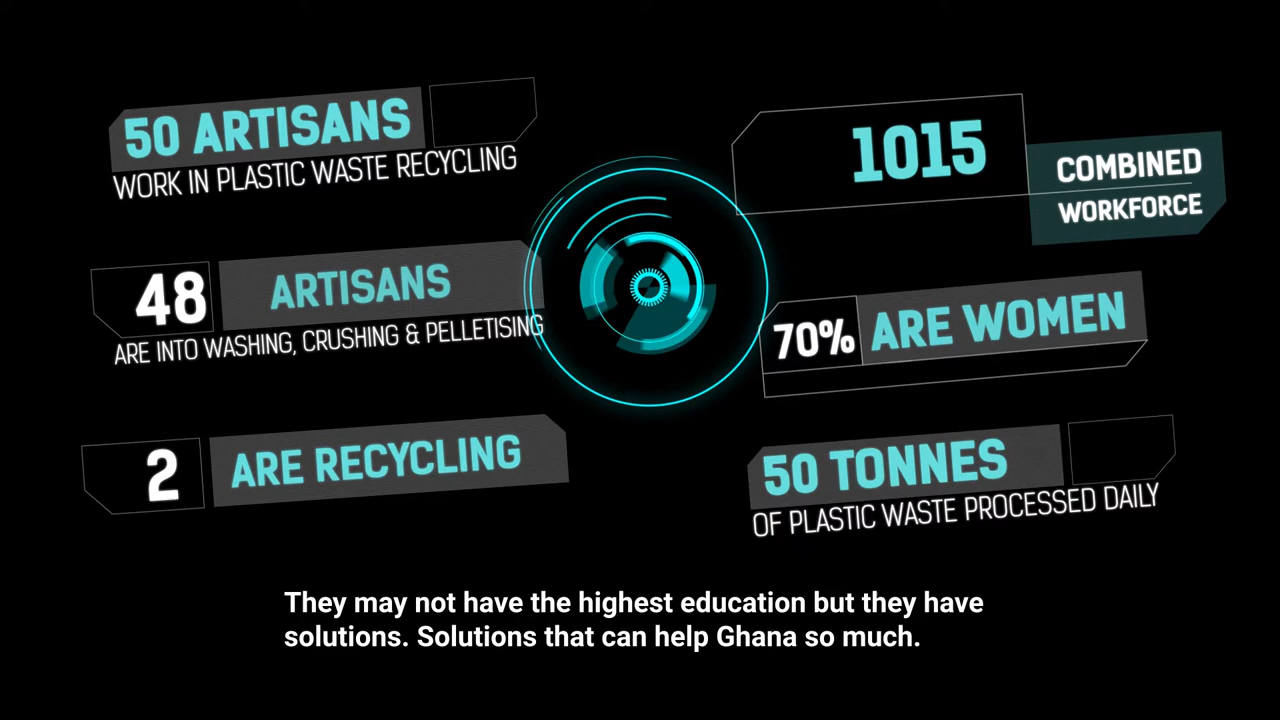 50 ARTISANS
WORK IN PLASTIC WASTE RECYCLING
48 ARTISANS
ARE INTO WASHING, CRUSHING & PELLETISING
2 ARE RECYCLING
1015
COMBINED
WORKFORCE
70% ARE WOMEN
50 TONNES
OF PLASTIC WASTE PROCESSED DAILY
They may not have the highest education but they have
solutions. Solutions that can help Ghana so much.